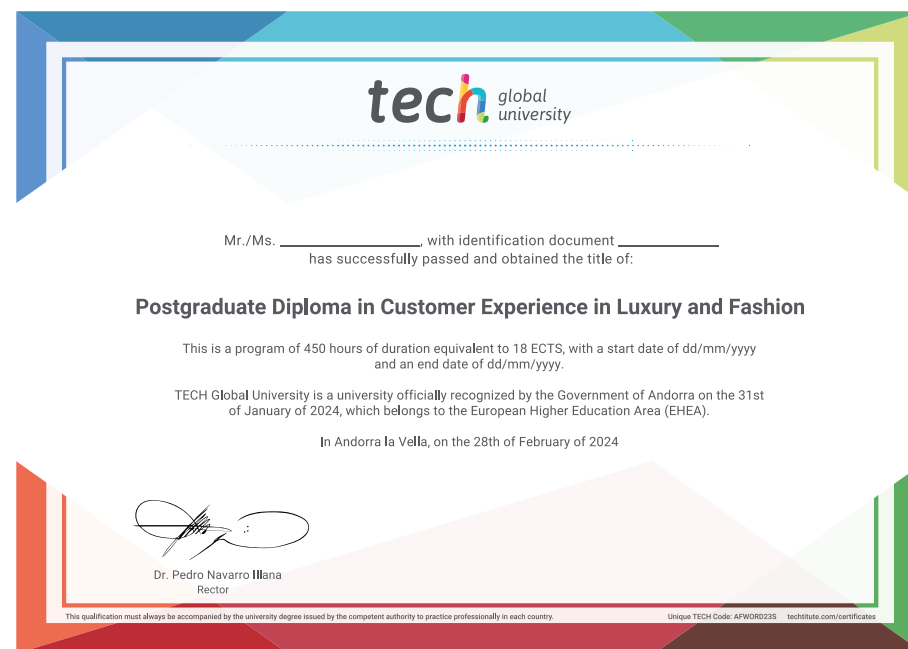 tech global university
Mr./Ms. ____________________, with identification document ______________
has successfully passed and obtained the title of:
Postgraduate Diploma in Customer Experience in Luxury and Fashion
This is a program of 450 hours of duration equivalent to 18 ECTS, with a start date of dd/mm/yyyy
and an end date of dd/mm/yyyy.
TECH Global University is a university officially recognized by the Government of Andorra on the 31st
of January of 2024, which belongs to the European Higher Education Area (EHEA).
In Andorra la Vella, on the 28th of February of 2024
Dr. Pedro Navarro Illana
Rector
This qualification must always be accompanied by the university degree issued by the competent authority to practice professionally in each country.
Unique TECH Code: AFWORD23S techtitute.com/certificates